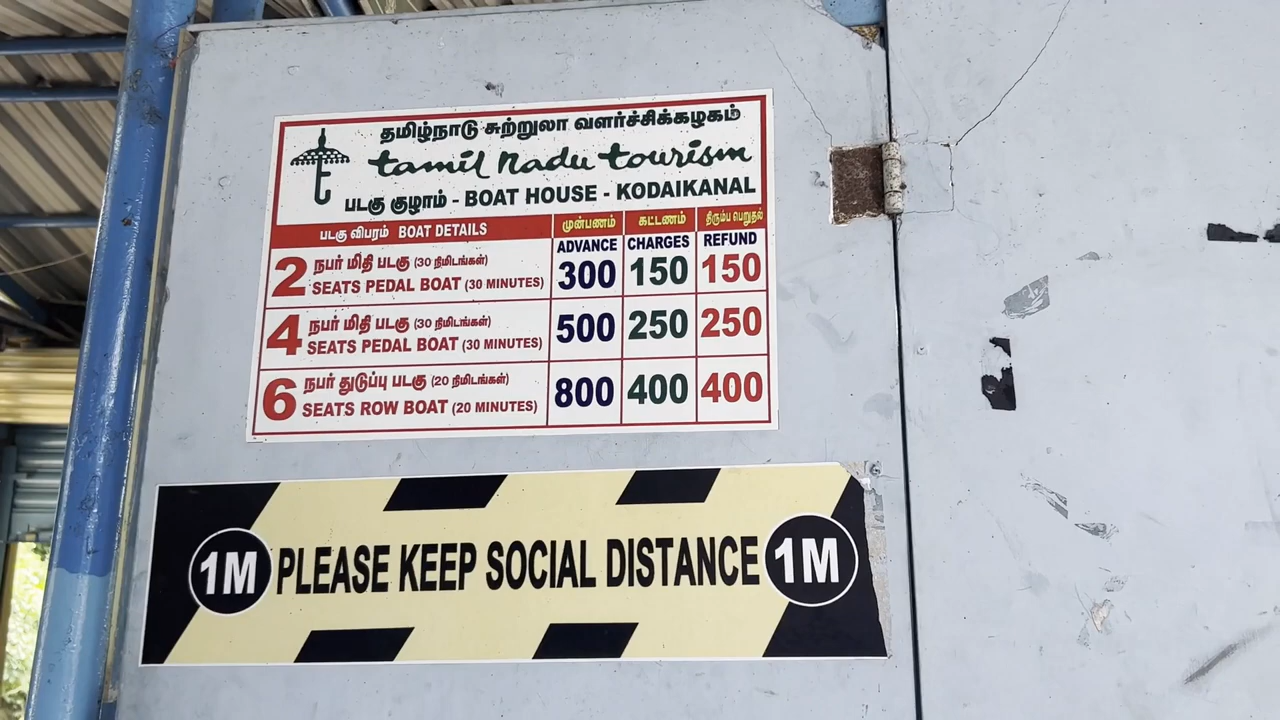 தமிழ்நாடு சுற்றுலா வளர்ச்சிக்கழகம்
tamil nadu tourism
படகு குழாம் - BOAT HOUSE - KODAIKANAL
படகு விபரம் BOAT DETAILS முன்பணம் கட்டணம் திரும்ப பெறுதல்
ADVANCE CHARGES REFUND
2 நபர் மிதி படகு (30 நிமிடங்கள்)
SEATS PEDAL BOAT (30 MINUTES) 300 150 150
4 நபர் மிதி படகு (30 நிமிடங்கள்)
SEATS PEDAL BOAT (30 MINUTES) 500 250 250
6 நபர் துடுப்பு படகு (20 நிமிடங்கள்)
SEATS ROW BOAT (20 MINUTES) 800 400 400
1M PLEASE KEEP SOCIAL DISTANCE 1M